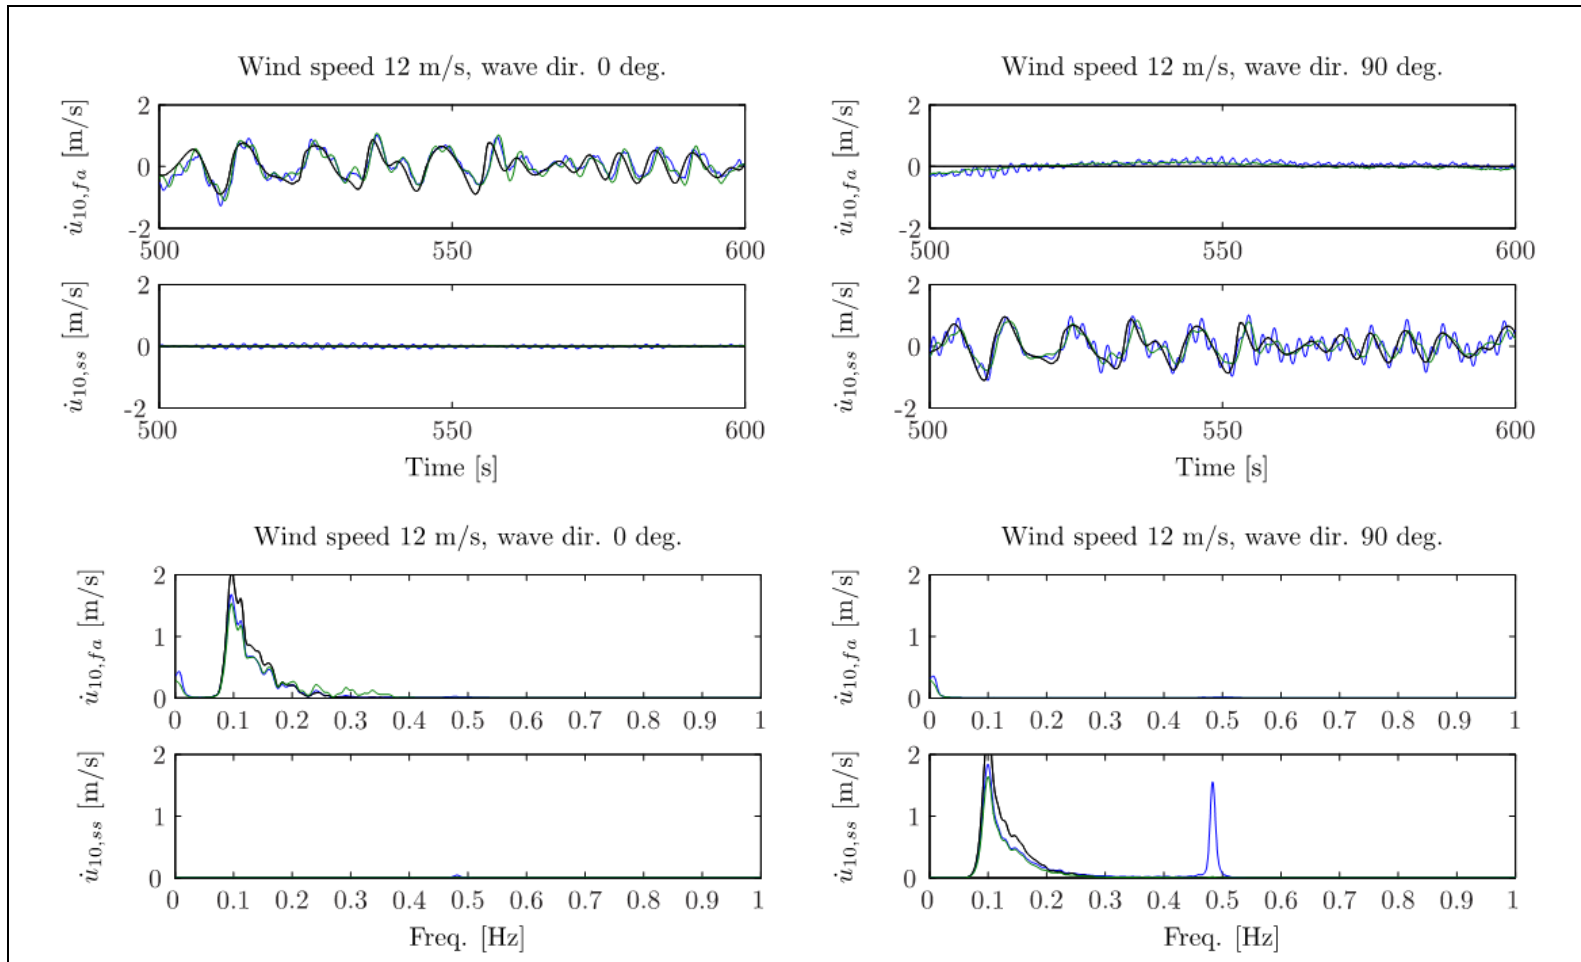 Wind speed 12 m/s, wave dir. 0 deg.
u̇10,fa [m/s]
2
0
-2
500 550 600
u̇10,ss [m/s]
2
0
-2
500 550 600
Time [s]
Wind speed 12 m/s, wave dir. 90 deg.
u̇10,fa [m/s]
2
0
-2
500 550 600
u̇10,ss [m/s]
2
0
-2
500 550 600
Time [s]
Wind speed 12 m/s, wave dir. 0 deg.
u̇10,fa [m/s]
2
1
0
0 0.1 0.2 0.3 0.4 0.5 0.6 0.7 0.8 0.9 1
u̇10,ss [m/s]
2
1
0
0 0.1 0.2 0.3 0.4 0.5 0.6 0.7 0.8 0.9 1
Freq. [Hz]
Wind speed 12 m/s, wave dir. 90 deg.
u̇10,fa [m/s]
2
1
0
0 0.1 0.2 0.3 0.4 0.5 0.6 0.7 0.8 0.9 1
u̇10,ss [m/s]
2
1
0
0 0.1 0.2 0.3 0.4 0.5 0.6 0.7 0.8 0.9 1
Freq. [Hz]